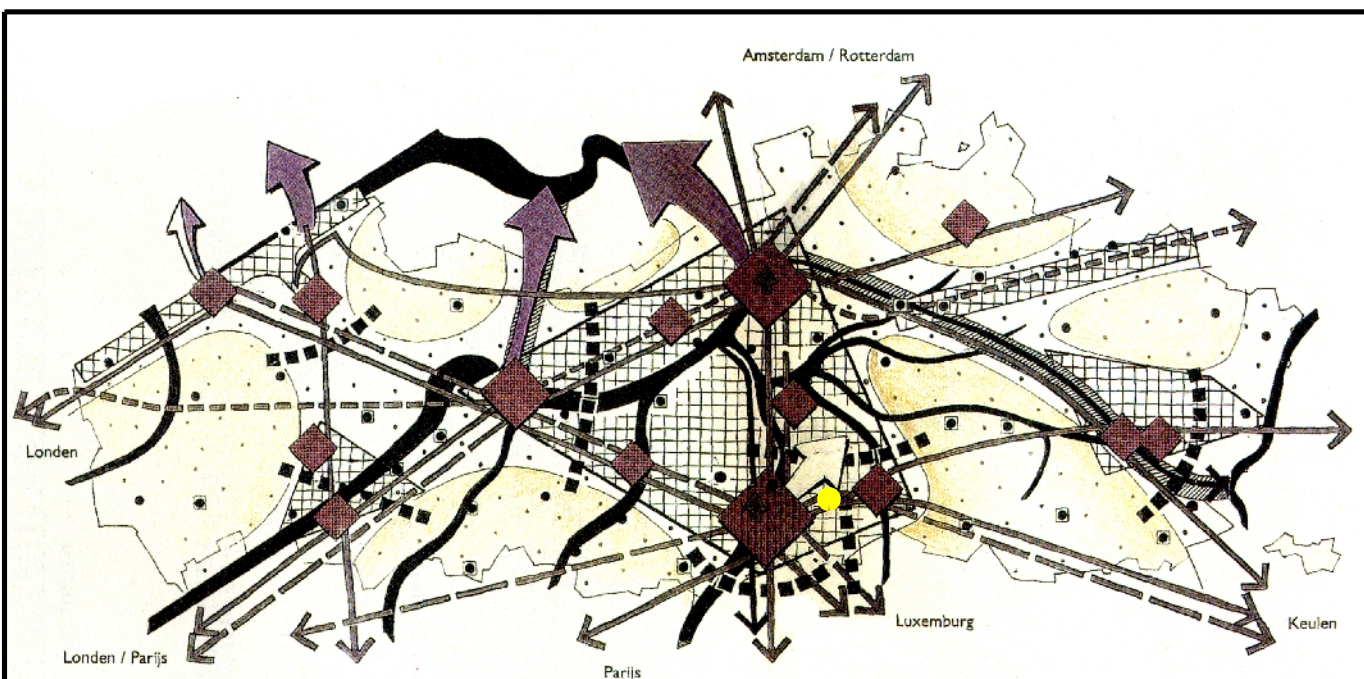 Amsterdam / Rotterdam
Londen
Luxemburg
Keulen
Londen / Parijs
Parijs